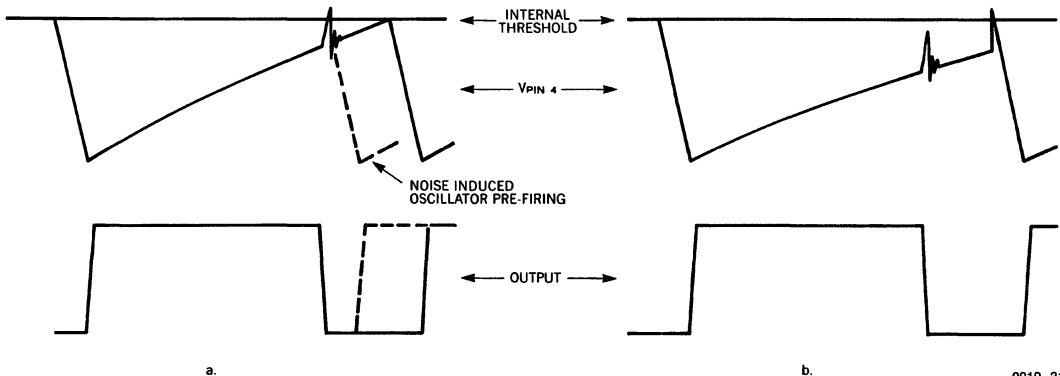 INTERNAL
THRESHOLD
VPIN 4
NOISE INDUCED
OSCILLATOR PRE-FIRING
OUTPUT
a.
b.